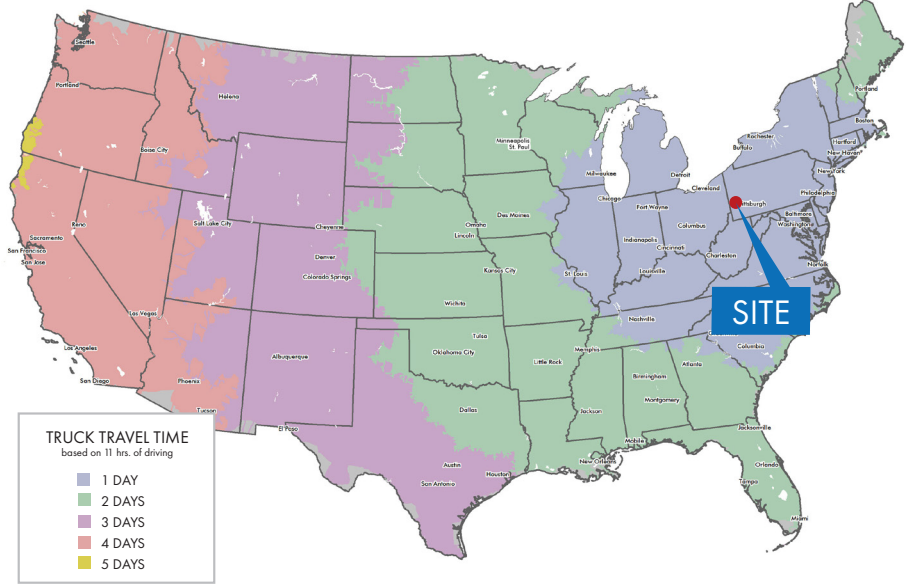 Seattle
Portland
Helena
Boise City
Minneapolis
St. Paul
Portland
Rochester
Buffalo
Boston
Hartford
New Haven
New York
Milwaukee
Detroit
Chicago
Cleveland
Fort Wayne
Pittsburgh
Philadelphia
Baltimore
Washington
Salt Lake City
Cheyenne
Des Moines
Omaha
Lincoln
Columbus
Indianapolis
Cincinnati
Reno
Sacramento
San Francisco
San Jose
Denver
Colorado Springs
Kansas City
St. Louis
Louisville
Charleston
Norfolk
Las Vegas
Wichita
Nashville
SITE
Los Angeles
San Diego
Phoenix
Tucson
Albuquerque
Tulsa
Oklahoma City
Little Rock
Memphis
Columbia
Atlanta
Birmingham
Montgomery
El Paso
Dallas
Jackson
Mobile
Jacksonville
Austin
San Antonio
Houston
New Orleans
Orlando
Tampa
Miami
TRUCK TRAVEL TIME
based on 11 hrs. of driving
1 DAY
2 DAYS
3 DAYS
4 DAYS
5 DAYS